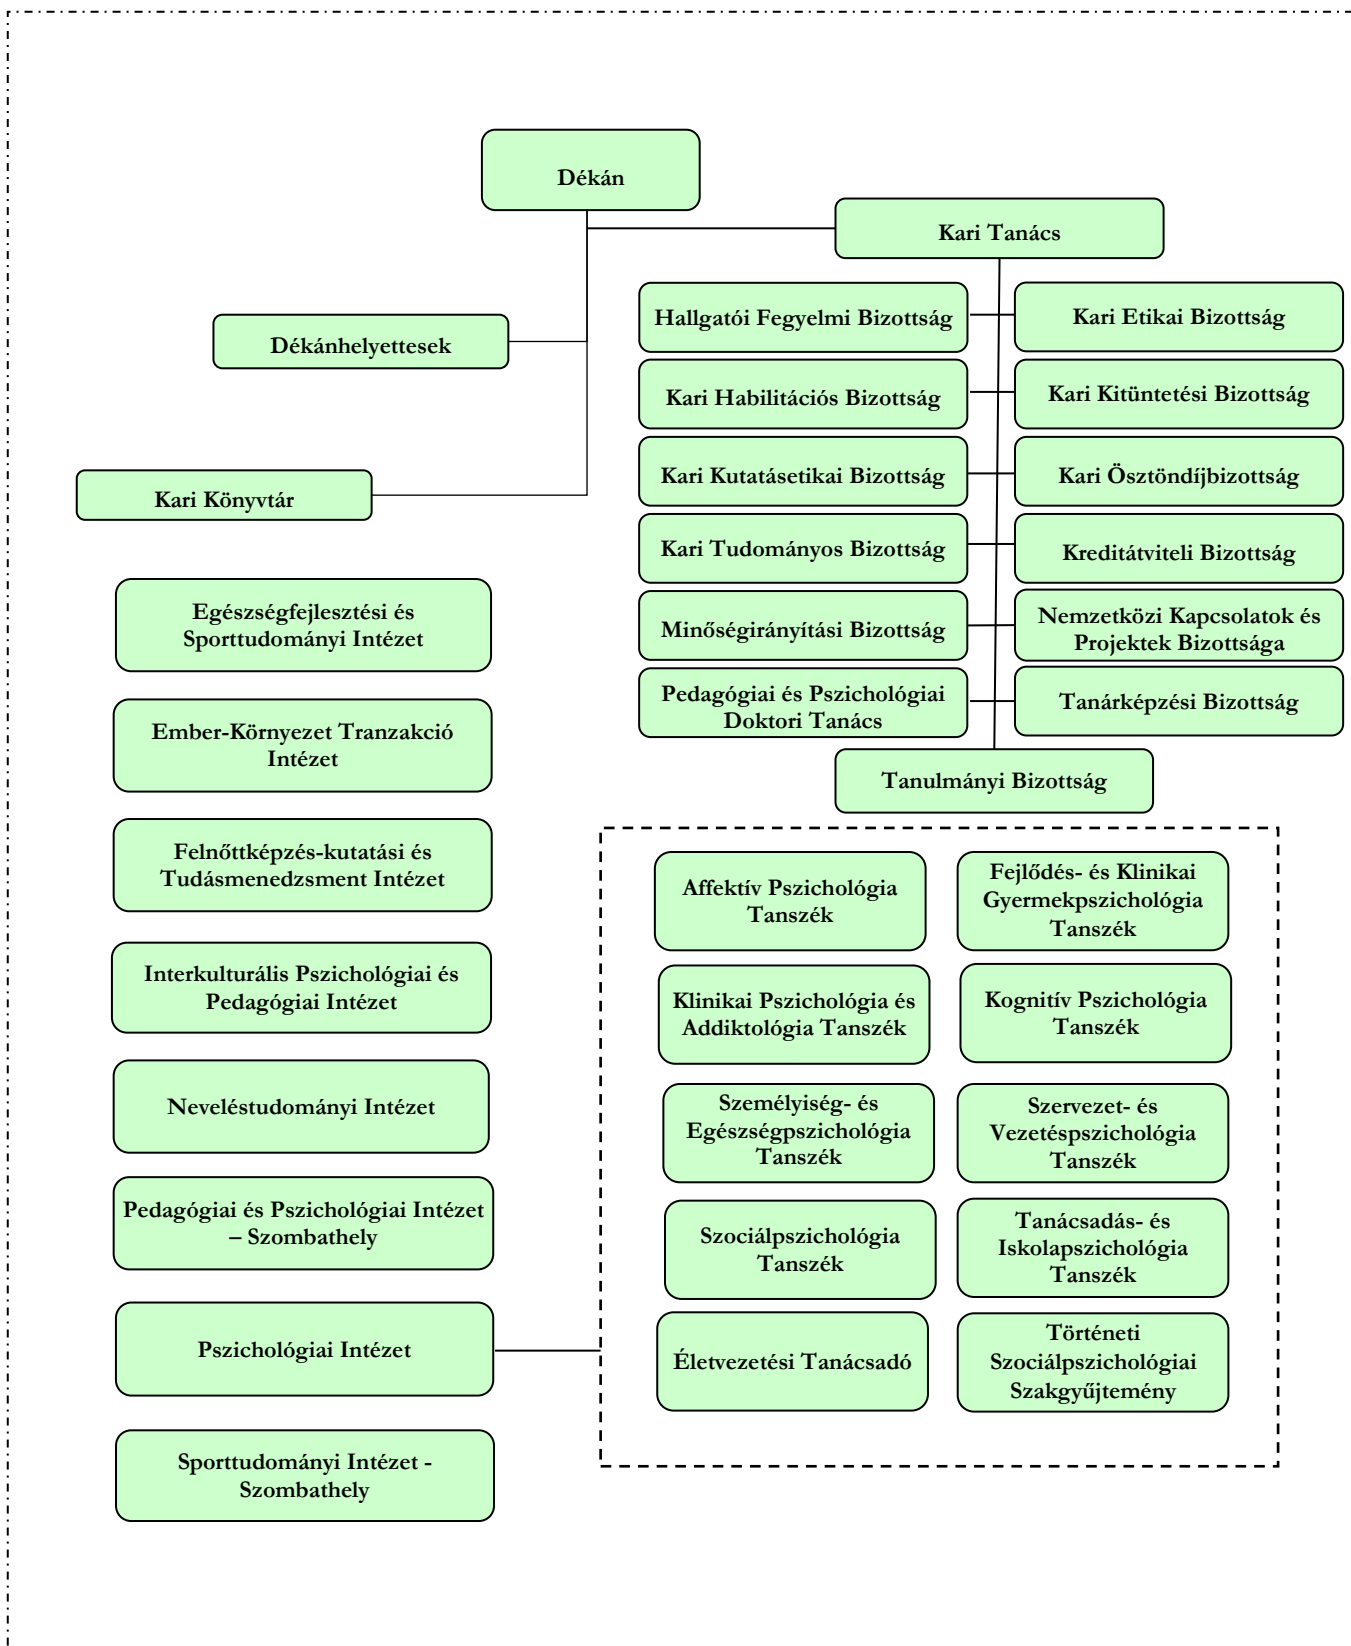 Dékán
Kari Tanács
Dékánhelyettesek
Kari Könyvtár
Hallgatói Fegyelmi Bizottság
Kari Etikai Bizottság
Kari Habilitációs Bizottság
Kari Kitüntetési Bizottság
Kari Kutatásetikai Bizottság
Kari Ösztöndíjbizottság
Kari Tudományos Bizottság
Kreditátviteli Bizottság
Minőségirányítási Bizottság
Nemzetközi Kapcsolatok és
Projektek Bizottsága
Pedagógiai és Pszichológiai
Doktori Tanács
Tanárképzési Bizottság
Tanulmányi Bizottság
Egészségfejlesztési és
Sporttudományi Intézet
Ember-Környezet Tranzakció
Intézet
Felnőttképzés-kutatási és
Tudásmenedzsment Intézet
Interkulturális Pszichológiai és
Pedagógiai Intézet
Neveléstudományi Intézet
Pedagógiai és Pszichológiai Intézet
– Szombathely
Pszichológiai Intézet
Sporttudományi Intézet -
Szombathely
Affektív Pszichológia
Tanszék
Fejlődés- és Klinikai
Gyermekpszichológia
Tanszék
Klinikai Pszichológia és
Addiktológia Tanszék
Kognitív Pszichológia
Tanszék
Személyiség- és
Egészségpszichológia
Tanszék
Szervezet- és
Vezetéspszichológia
Tanszék
Szociálpszichológia
Tanszék
Tanácsadás- és
Iskolapszichológia
Tanszék
Életvezetési Tanácsadó
Történeti
Szociálpszichológiai
Szakgyűjtemény